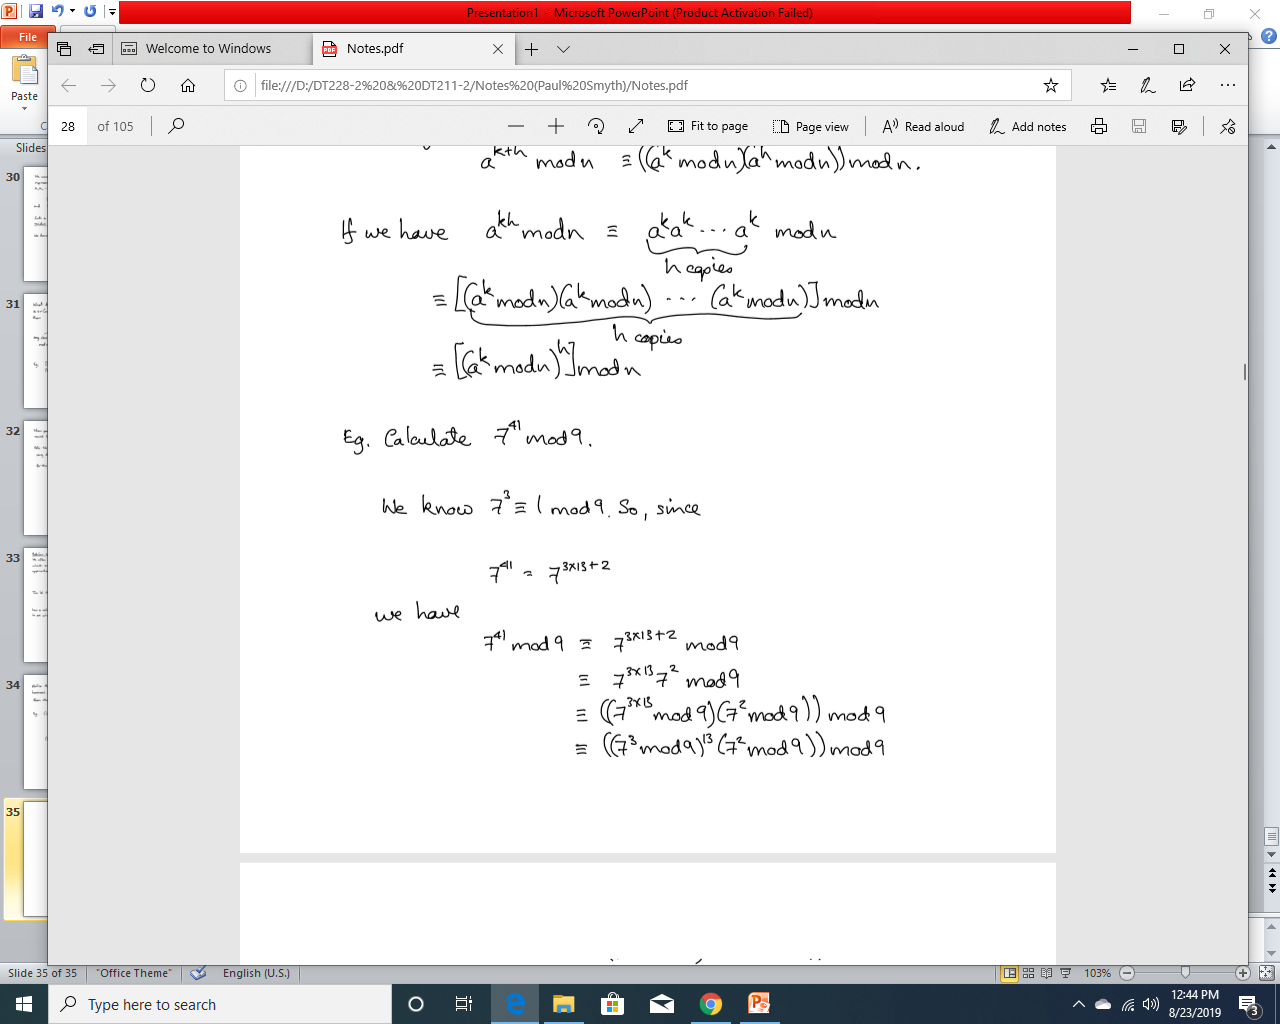 Presentation1 - Microsoft PowerPoint (Product Activation Failed)
File
Welcome to Windows
Notes.pdf
Paste
file:///D:/DT228-2%20&%20DT211-2/Notes%20(Paul%20Smyth)/Notes.pdf
28 of 105
Fit to page
Page view
Read aloud
Add notes
Slides
30
31
32
33
34
35
a^{k+h} mod n ≡ ((a^k mod n)(a^h mod n)) mod n.
If we have a^{kh} mod n ≡ a^k a^k ··· a^k mod n
h copies
≡ [(a^k mod n)(a^k mod n) ··· (a^k mod n)] mod n
h copies
≡ [(a^k mod n)^h] mod n
Eg. Calculate 7^{41} mod 9.
We know 7^3 ≡ 1 mod 9. So, since
7^{41} = 7^{3×13+2}
we have
7^{41} mod 9 ≡ 7^{3×13+2} mod 9
≡ 7^{3×13} 7^2 mod 9
≡ ((7^{3×13} mod 9)(7^2 mod 9)) mod 9
≡ ((7^3 mod 9)^{13} (7^2 mod 9)) mod 9
Slide 35 of 35
"Office Theme"
English (U.S.)
103%
Type here to search
12:44 PM
8/23/2019
3